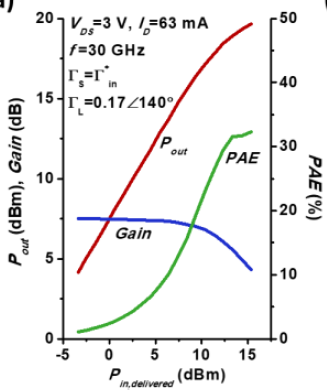 a)
V_DS=3 V, I_D=63 mA
f=30 GHz
Γ_S=Γ*_in
Γ_L=0.17∠140°
P_out
PAE
Gain
20
15
10
5
0
50
40
30
20
10
0
-5 0 5 10 15
P_out (dBm), Gain (dB)
PAE (%)
P_in,delivered (dBm)